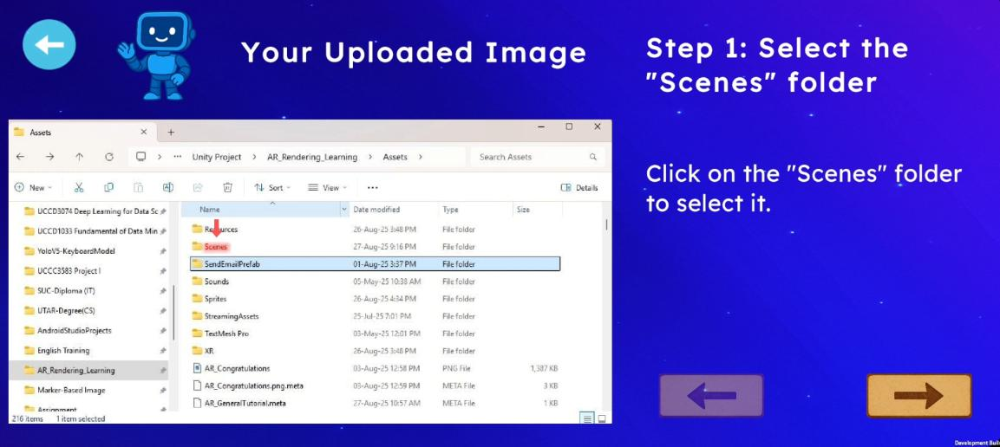 Your Uploaded Image
Step 1: Select the
"Scenes" folder
Click on the "Scenes" folder
to select it.
Assets
Unity Project > AR_Rendering_Learning > Assets >
Search Assets
New
Sort
View
Details
UCCD3074 Deep Learning for Data Sc
UCCD1033 Fundamental of Data Min
YoloV5-KeyboardModel
UCCC3583 Project I
SUC-Diploma (IT)
UTAR-Degree(CS)
AndroidStudioProjects
English Training
AR_Rendering_Learning
Marker-Based Image
Assignment
Name Date modified Type Size
Resources 26-Aug-25 3:48 PM File folder
Scenes 27-Aug-25 9:16 PM File folder
SendEmailPrefab 01-Aug-25 3:37 PM File folder
Sounds 05-May-25 10:38 AM File folder
Sprites 26-Aug-25 4:34 PM File folder
StreamingAssets 25-Jul-25 7:01 PM File folder
TextMesh Pro 03-May-25 12:01 PM File folder
XR 26-Aug-25 3:48 PM File folder
AR_Congratulations 03-Aug-25 12:58 PM PNG File 1,387 KB
AR_Congratulations.png.meta 03-Aug-25 12:59 PM META File 3 KB
AR_GeneralTutorial.meta 27-Aug-25 10:57 AM META File 1 KB
216 items 1 item selected
Development Build